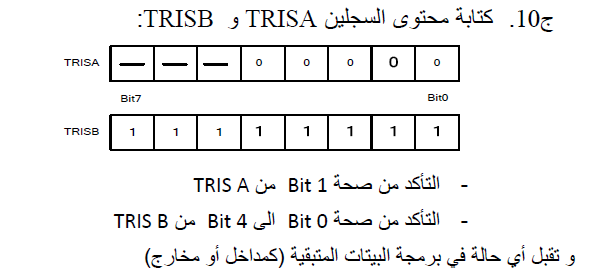 ج10. كتابة محتوى السجلين TRISA و TRISB:
TRISA — — — 0 0 0 0 0
Bit7 Bit0
TRISB 1 1 1 1 1 1 1 1
- التأكد من صحة Bit 1 من TRIS A
- التأكد من صحة Bit 0 الى Bit 4 من TRIS B
و تقبل أي حالة في برمجة البيتات المتبقية (كمداخل أو مخارج)